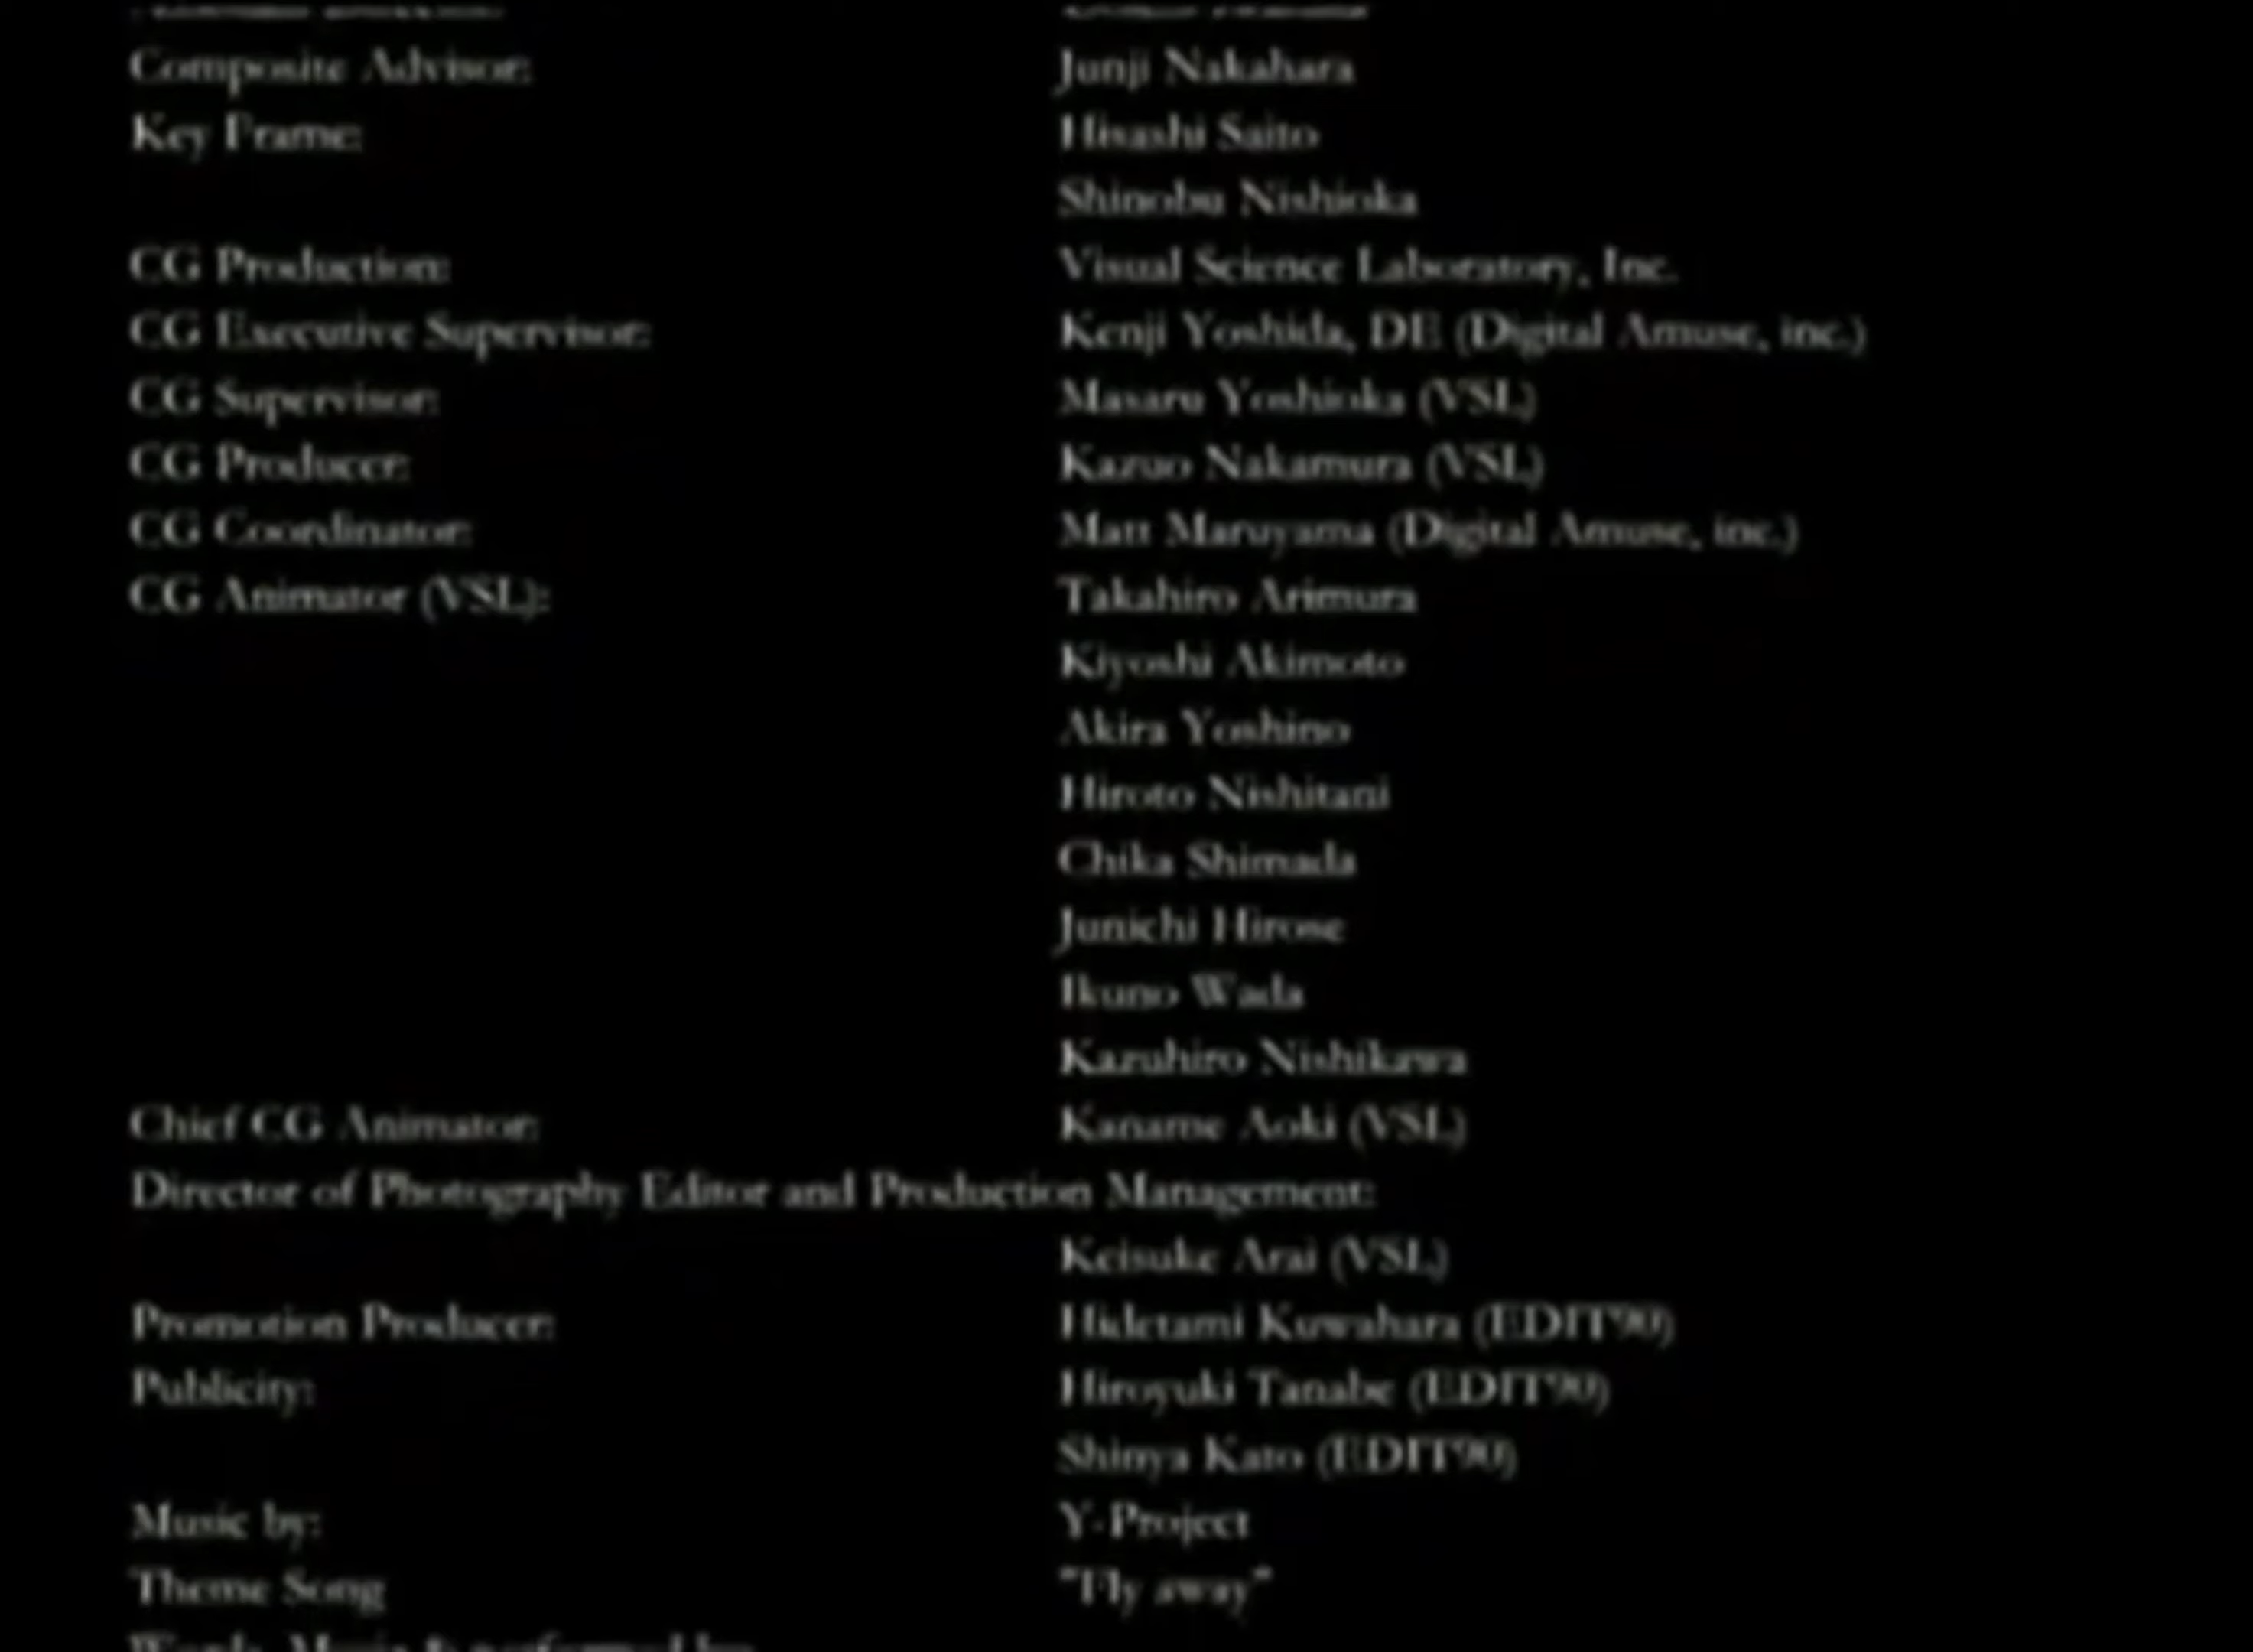 Composite Advisor: Junji Nakahara
Key Frame: Hisashi Saito
Shinobu Nishioka
CG Production: Visual Science Laboratory, Inc.
CG Executive Supervisor: Kenji Yoshida, DE (Digital Amuse, inc.)
CG Supervisor: Masaru Yoshioka (VSL)
CG Producer: Kazuo Nakamura (VSL)
CG Coordinator: Matt Maruyama (Digital Amuse, inc.)
CG Animator (VSL): Takahiro Arimura
Kiyoshi Akimoto
Akira Yoshino
Hiroto Nishitani
Chika Shimada
Junichi Hirose
Ikuno Wada
Kazuhiro Nishikawa
Chief CG Animator: Kaname Aoki (VSL)
Director of Photography Editor and Production Management:
Keisuke Arai (VSL)
Promotion Producer: Hidetami Kuwahara (EDIT90)
Publicity: Hiroyuki Tanabe (EDIT90)
Shinya Kato (EDIT90)
Music by: Y-Project
Theme Song "Fly away"